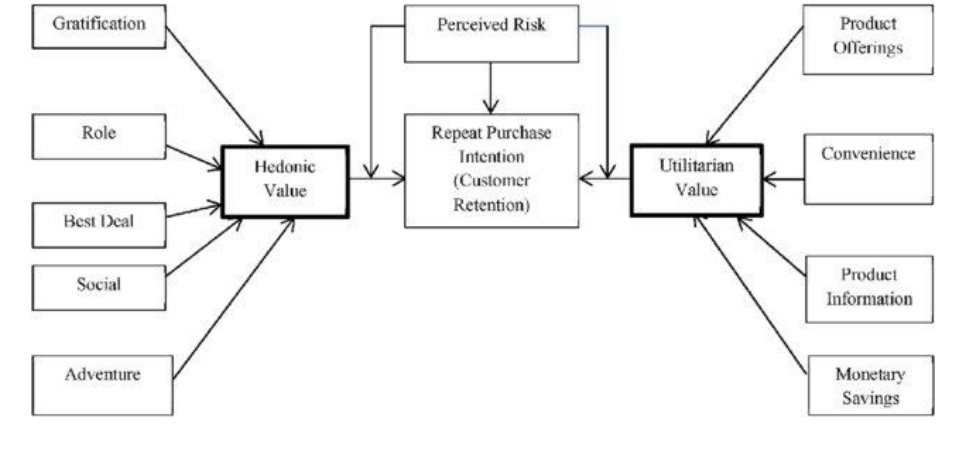 Gratification
Perceived Risk
Product
Offerings
Role
Repeat Purchase
Intention
(Customer
Retention)
Hedonic
Value
Utilitarian
Value
Convenience
Best Deal
Social
Product
Information
Adventure
Monetary
Savings